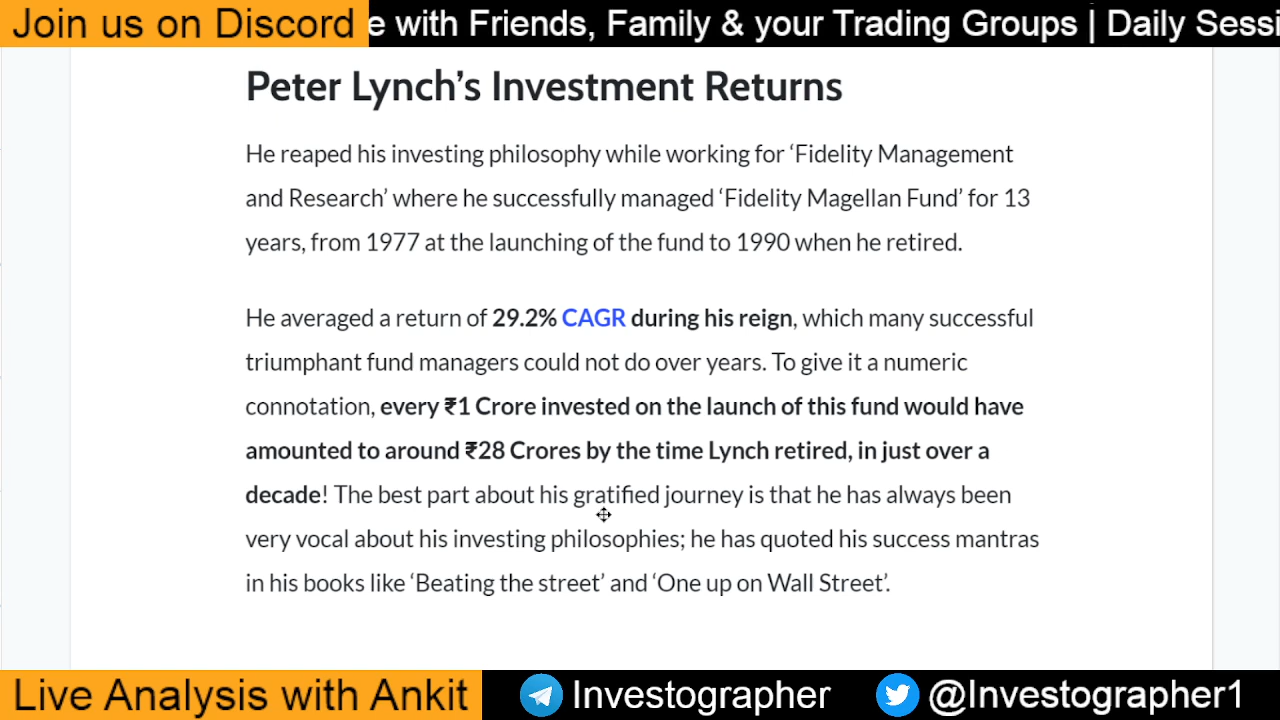 Join us on Discord
with Friends, Family & your Trading Groups | Daily
Peter Lynch’s Investment Returns
He reaped his investing philosophy while working for ‘Fidelity Management
and Research’ where he successfully managed ‘Fidelity Magellan Fund’ for 13
years, from 1977 at the launching of the fund to 1990 when he retired.
He averaged a return of 29.2% CAGR during his reign, which many successful
triumphant fund managers could not do over years. To give it a numeric
connotation, every ₹1 Crore invested on the launch of this fund would have
amounted to around ₹28 Crores by the time Lynch retired, in just over a
decade! The best part about his gratified journey is that he has always been
very vocal about his investing philosophies; he has quoted his success mantras
in his books like ‘Beating the street’ and ‘One up on Wall Street’.
Live Analysis with Ankit
Investographer
@Investographer1